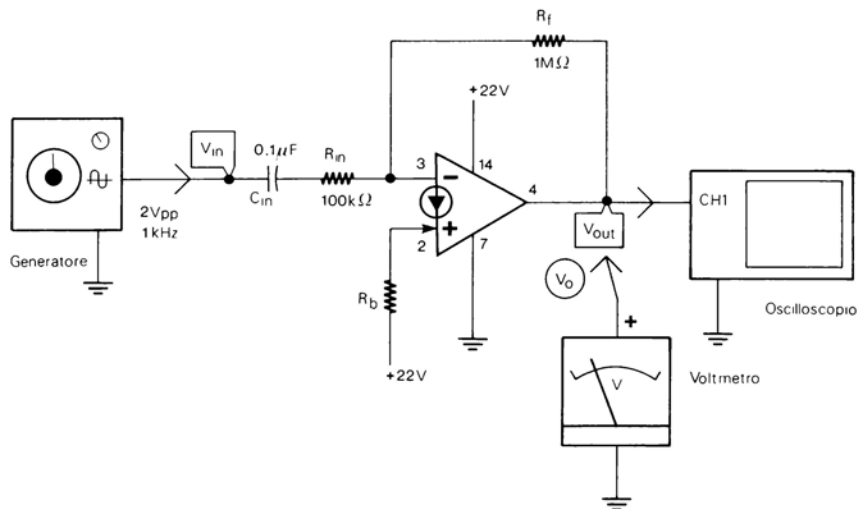 Rf
1MΩ
+22V
Vin
0.1μF
Rin
3
−
14
4
CH1
Cin
100kΩ
2Vpp
1kHz
+
2
7
Vout
Generatore
Vo
Rb
Oscilloscopio
+
+22V
V
Voltmetro